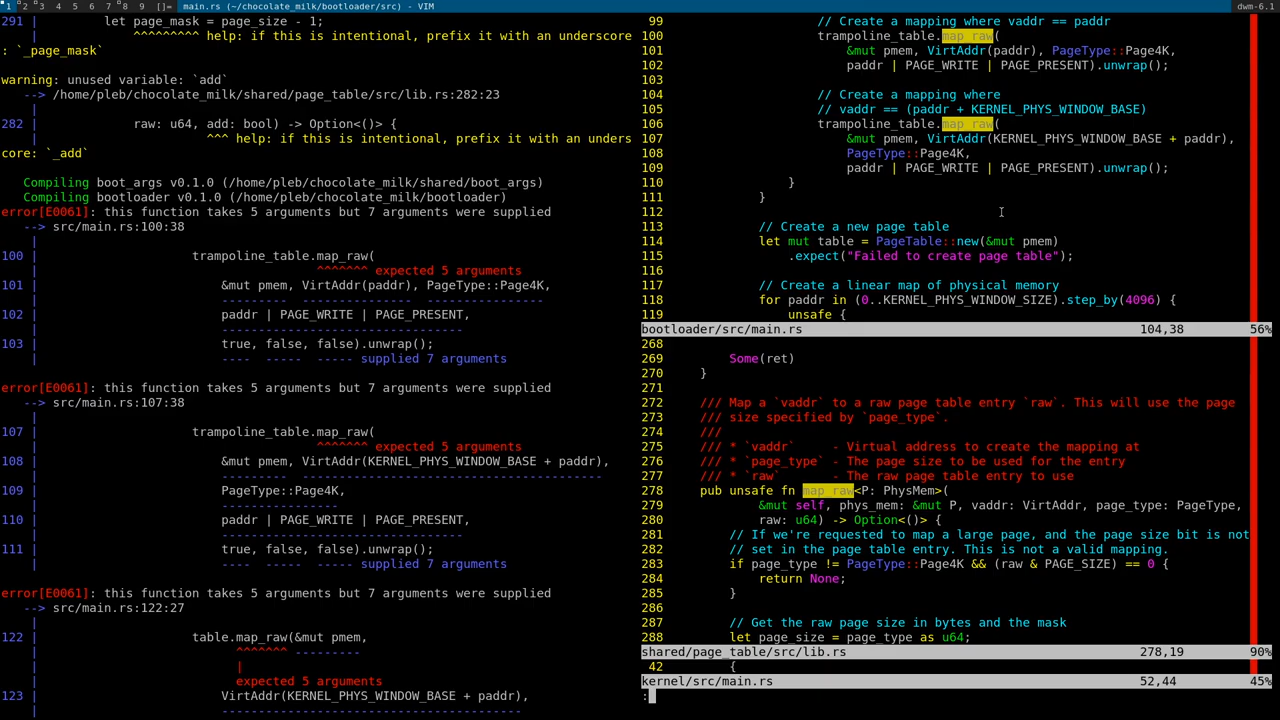 1 2 3 4 5 6 7 8 9 []= main.rs (~/chocolate_milk/bootloader/src) - VIM dwm-6.1
291 |         let page_mask = page_size - 1;
^^^^^^^^^ help: if this is intentional, prefix it with an underscore
: `_page_mask`
warning: unused variable: `add`
--> /home/pleb/chocolate_milk/shared/page_table/src/lib.rs:282:23
|
282 |             raw: u64, add: bool) -> Option<()> {
|                       ^^^ help: if this is intentional, prefix it with an unders
core: `_add`
Compiling boot_args v0.1.0 (/home/pleb/chocolate_milk/shared/boot_args)
Compiling bootloader v0.1.0 (/home/pleb/chocolate_milk/bootloader)
error[E0061]: this function takes 5 arguments but 7 arguments were supplied
--> src/main.rs:100:38
|
100 |                     trampoline_table.map_raw(
|                                      ^^^^^^^ expected 5 arguments
101 |                         &mut pmem, VirtAddr(paddr), PageType::Page4K,
|                         ---------  ---------------  ----------------
102 |                         paddr | PAGE_WRITE | PAGE_PRESENT,
|                         ---------------------------------
103 |                         true, false, false).unwrap();
|                         ----  -----  ----- supplied 7 arguments
error[E0061]: this function takes 5 arguments but 7 arguments were supplied
--> src/main.rs:107:38
|
107 |                     trampoline_table.map_raw(
|                                      ^^^^^^^ expected 5 arguments
108 |                         &mut pmem, VirtAddr(KERNEL_PHYS_WINDOW_BASE + paddr),
|                         ---------  -----------------------------------------
109 |                         PageType::Page4K,
|                         ----------------
110 |                         paddr | PAGE_WRITE | PAGE_PRESENT,
|                         ---------------------------------
111 |                         true, false, false).unwrap();
|                         ----  -----  ----- supplied 7 arguments
error[E0061]: this function takes 5 arguments but 7 arguments were supplied
--> src/main.rs:122:27
|
122 |                     table.map_raw(&mut pmem,
|                           ^^^^^^^ ---------
|                           |
|                           expected 5 arguments
123 |                         VirtAddr(KERNEL_PHYS_WINDOW_BASE + paddr),
|                         -----------------------------------------
99                 // Create a mapping where vaddr == paddr
100                 trampoline_table.map_raw(
101                     &mut pmem, VirtAddr(paddr), PageType::Page4K,
102                     paddr | PAGE_WRITE | PAGE_PRESENT).unwrap();
103
104                 // Create a mapping where
105                 // vaddr == (paddr + KERNEL_PHYS_WINDOW_BASE)
106                 trampoline_table.map_raw(
107                     &mut pmem, VirtAddr(KERNEL_PHYS_WINDOW_BASE + paddr),
108                     PageType::Page4K,
109                     paddr | PAGE_WRITE | PAGE_PRESENT).unwrap();
110             }
111         }
112
113         // Create a new page table
114         let mut table = PageTable::new(&mut pmem)
115             .expect("Failed to create page table");
116
117         // Create a linear map of physical memory
118         for paddr in (0..KERNEL_PHYS_WINDOW_SIZE).step_by(4096) {
119             unsafe {
bootloader/src/main.rs 104,38 56%
268
269         Some(ret)
270     }
271
272     /// Map a `vaddr` to a raw page table entry `raw`. This will use the page
273     /// size specified by `page_type`.
274     ///
275     /// * `vaddr`     - Virtual address to create the mapping at
276     /// * `page_type` - The page size to be used for the entry
277     /// * `raw`       - The raw page table entry to use
278     pub unsafe fn map_raw<P: PhysMem>(
279             &mut self, phys_mem: &mut P, vaddr: VirtAddr, page_type: PageType,
280             raw: u64) -> Option<()> {
281         // If we're requested to map a large page, and the page size bit is not
282         // set in the page table entry. This is not a valid mapping.
283         if page_type != PageType::Page4K && (raw & PAGE_SIZE) == 0 {
284             return None;
285         }
286
287         // Get the raw page size in bytes and the mask
288         let page_size = page_type as u64;
shared/page_table/src/lib.rs 278,19 90%
42         {
kernel/src/main.rs 52,44 45%
: